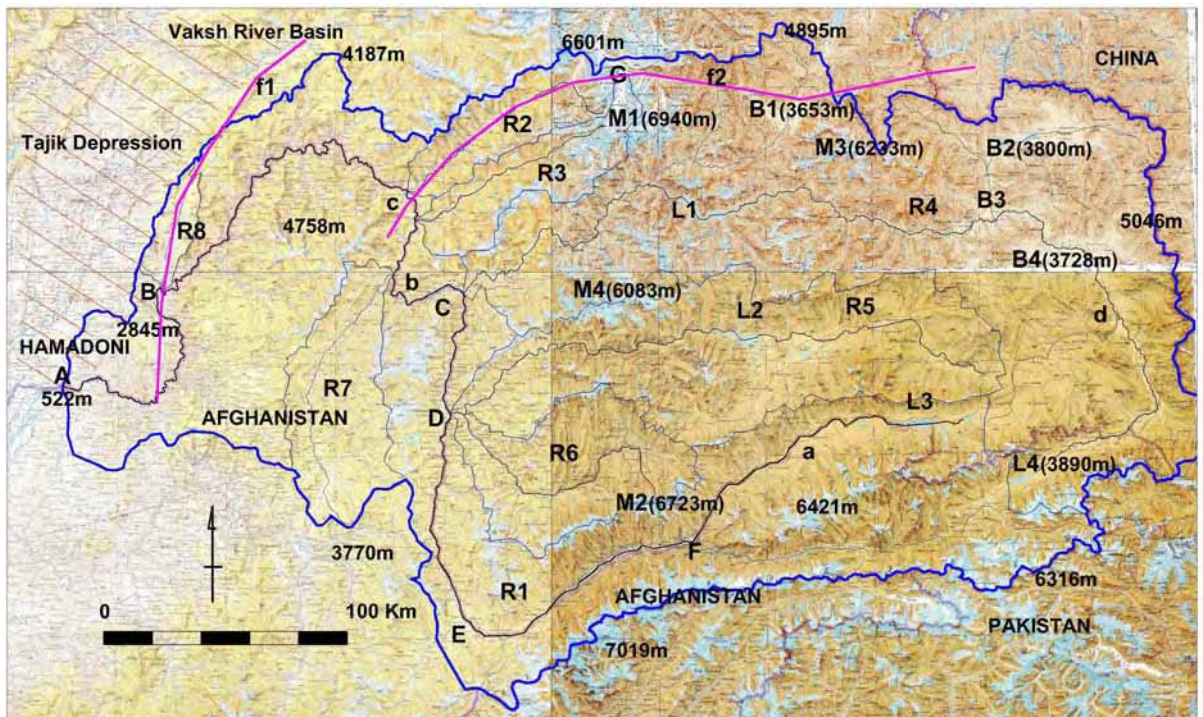 Vaksh River Basin
4187m
6601m
4895m
CHINA
f1
G
f2
B1(3653m)
R2
M1(6940m)
Tajik Depression
M3(6233m)
B2(3800m)
R3
c
R4
B3
L1
R8
4758m
5046m
B4(3728m)
b
B
C
M4(6083m)
L2
R5
d
2845m
HAMADONI
A
522m
R7
AFGHANISTAN
D
L3
R6
a
L4(3890m)
M2(6723m)
6421m
3770m
F
R1
6316m
0
100 Km
AFGHANISTAN
E
PAKISTAN
7019m